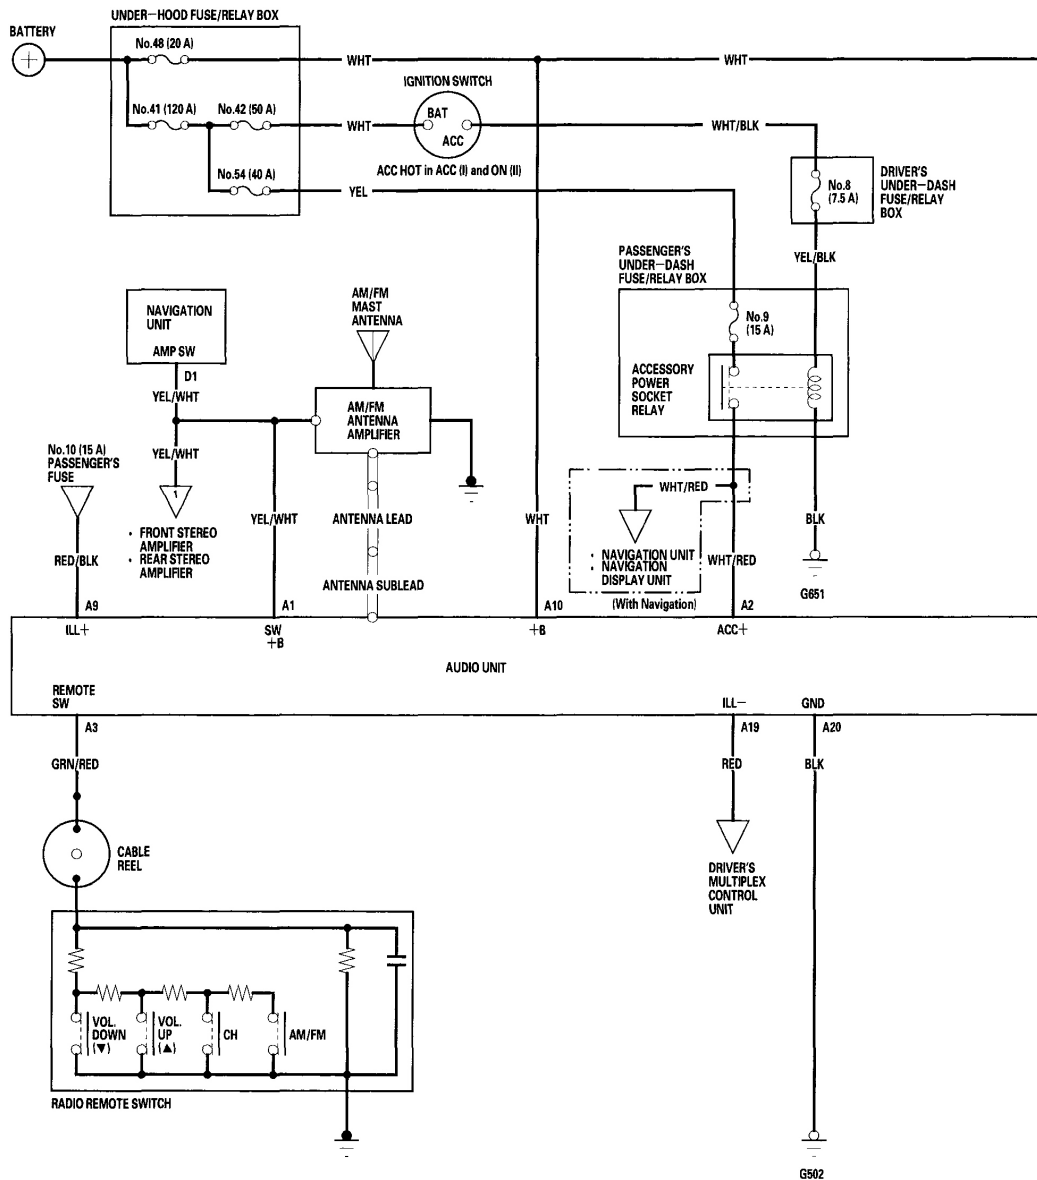 UNDER-HOOD FUSE/RELAY BOX
BATTERY
No.48 (20 A)
WHT
WHT
IGNITION SWITCH
No.41 (120 A)
No.42 (50 A)
WHT
BAT
ACC
WHT/BLK
ACC HOT in ACC (I) and ON (II)
No.54 (40 A)
YEL
No.8
(7.5 A)
DRIVER'S
UNDER-DASH
FUSE/RELAY
BOX
YEL/BLK
PASSENGER'S
UNDER-DASH
FUSE/RELAY BOX
No.9
(15 A)
ACCESSORY
POWER
SOCKET
RELAY
NAVIGATION
UNIT
AMP SW
D1
YEL/WHT
AM/FM
MAST
ANTENNA
AM/FM
ANTENNA
AMPLIFIER
No.10 (15 A)
PASSENGER'S
FUSE
YEL/WHT
1
• FRONT STEREO
AMPLIFIER
• REAR STEREO
AMPLIFIER
RED/BLK
YEL/WHT
ANTENNA LEAD
ANTENNA SUBLEAD
WHT
WHT/RED
• NAVIGATION UNIT
• NAVIGATION
DISPLAY UNIT
(With Navigation)
WHT/RED
BLK
G651
A9
A1
A10
A2
ILL+
SW
+B
+B
ACC+
AUDIO UNIT
REMOTE
SW
ILL-
GND
A3
A19
A20
GRN/RED
RED
BLK
CABLE
REEL
DRIVER'S
MULTIPLEX
CONTROL
UNIT
VOL.
DOWN
(▼)
VOL.
UP
(▲)
CH
AM/FM
RADIO REMOTE SWITCH
G502